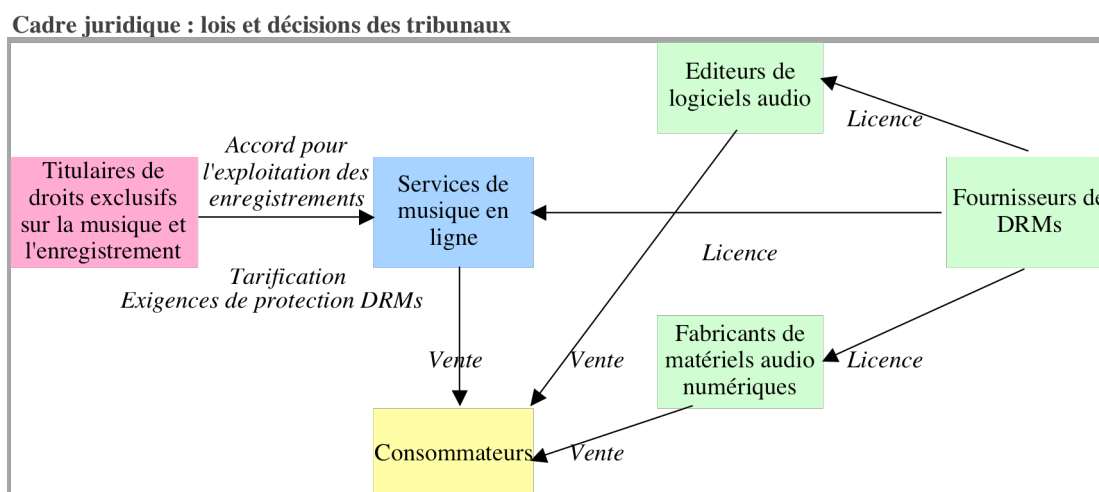 Cadre juridique : lois et décisions des tribunaux
Editeurs de
logiciels audio
Licence
Accord pour
l'exploitation des
enregistrements
Titulaires de
droits exclusifs
sur la musique et
l'enregistrement
Services de
musique en
ligne
Fournisseurs de
DRMs
Licence
Tarification
Exigences de protection DRMs
Fabricants de
matériels audio
numériques
Vente
Vente
Licence
Consommateurs
Vente